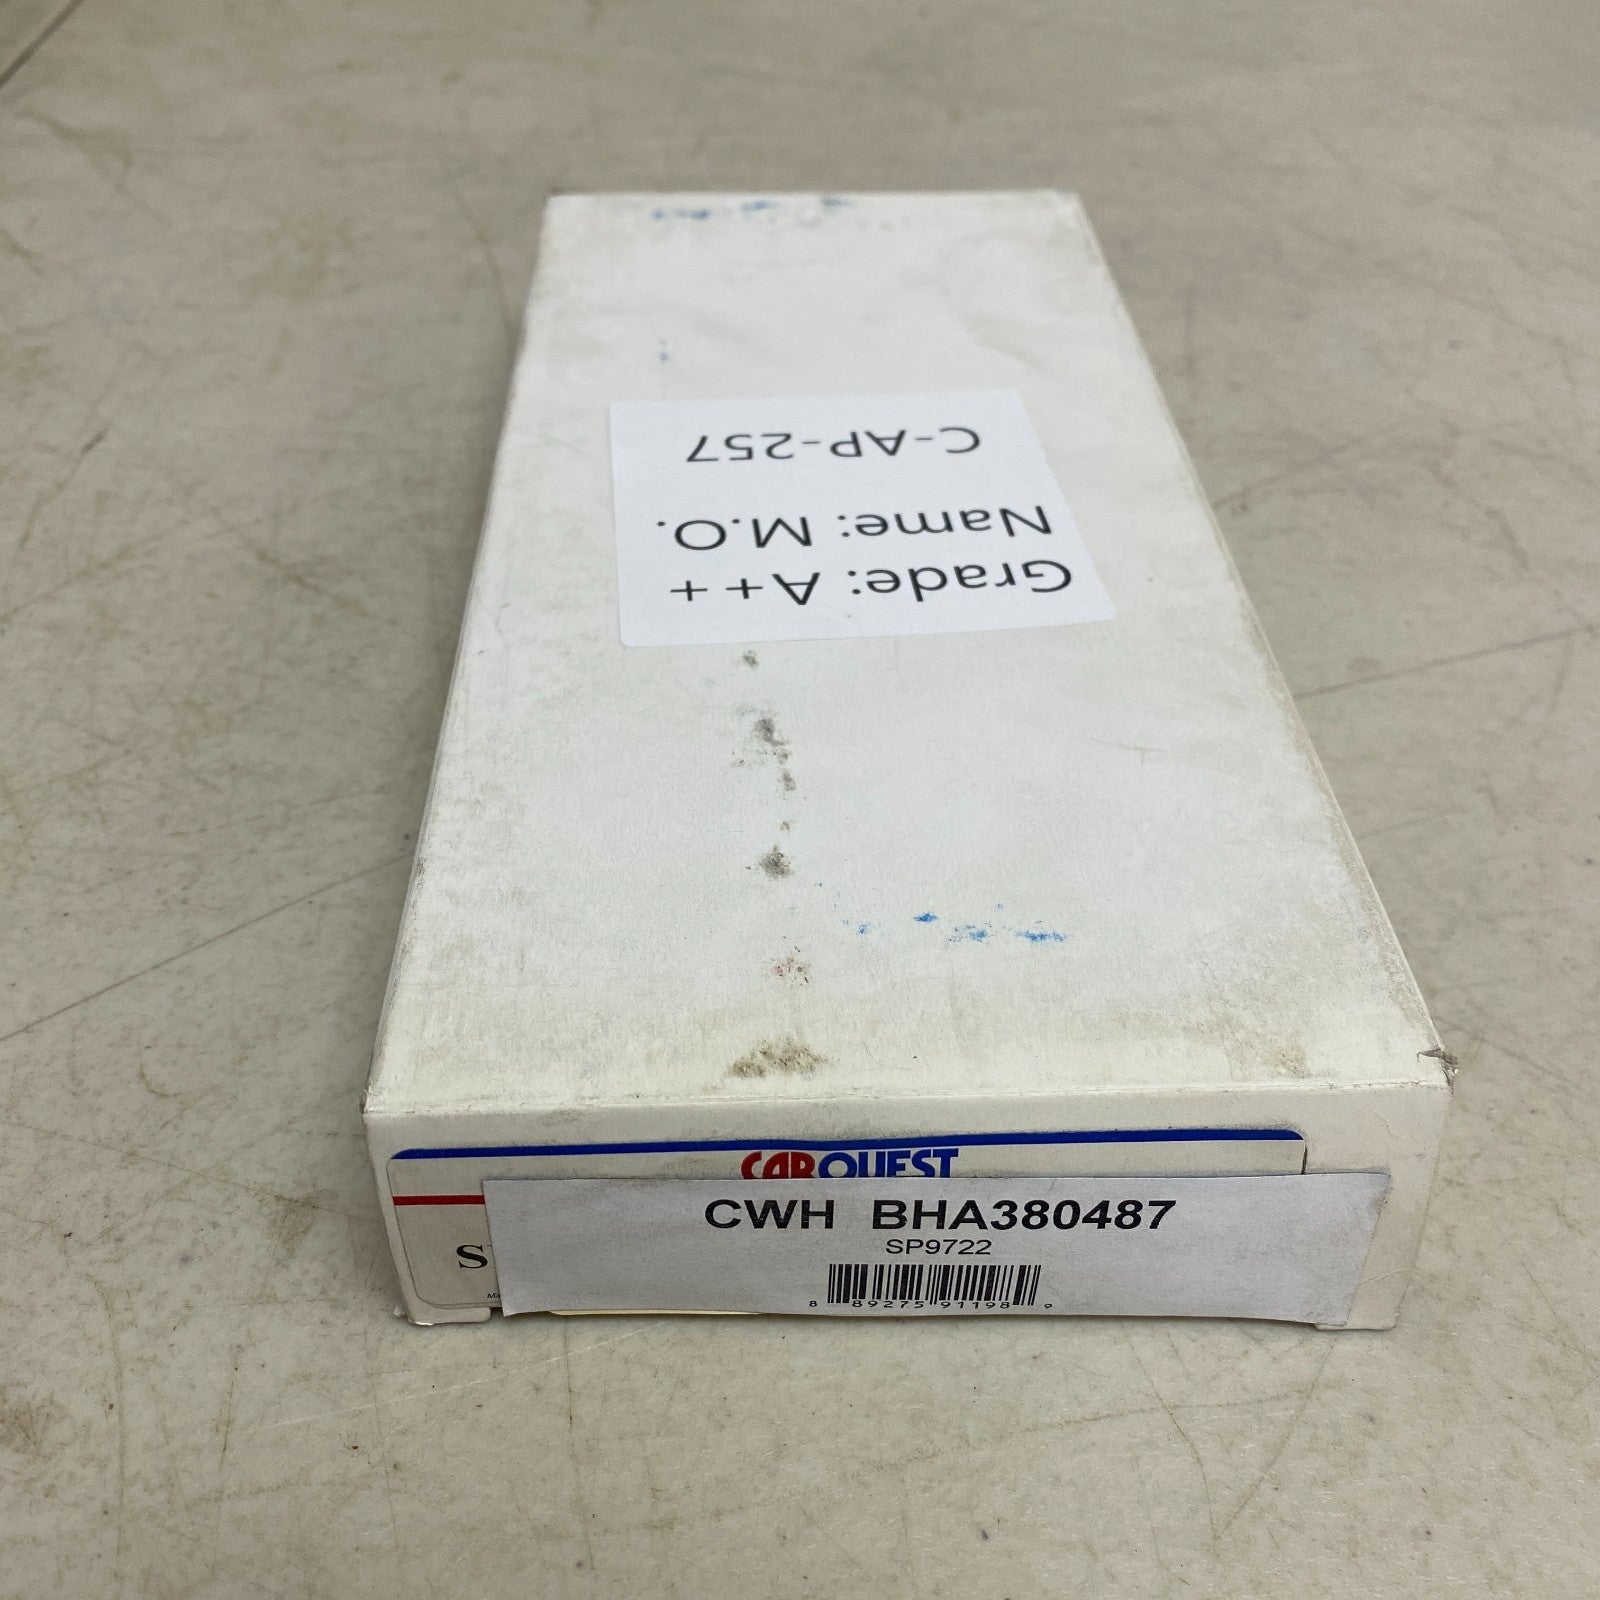 Grade: A++
Name: M.O.
C-AP-257
CARQUEST
CWH BHA380487
SP9722
8 89275 91198 9